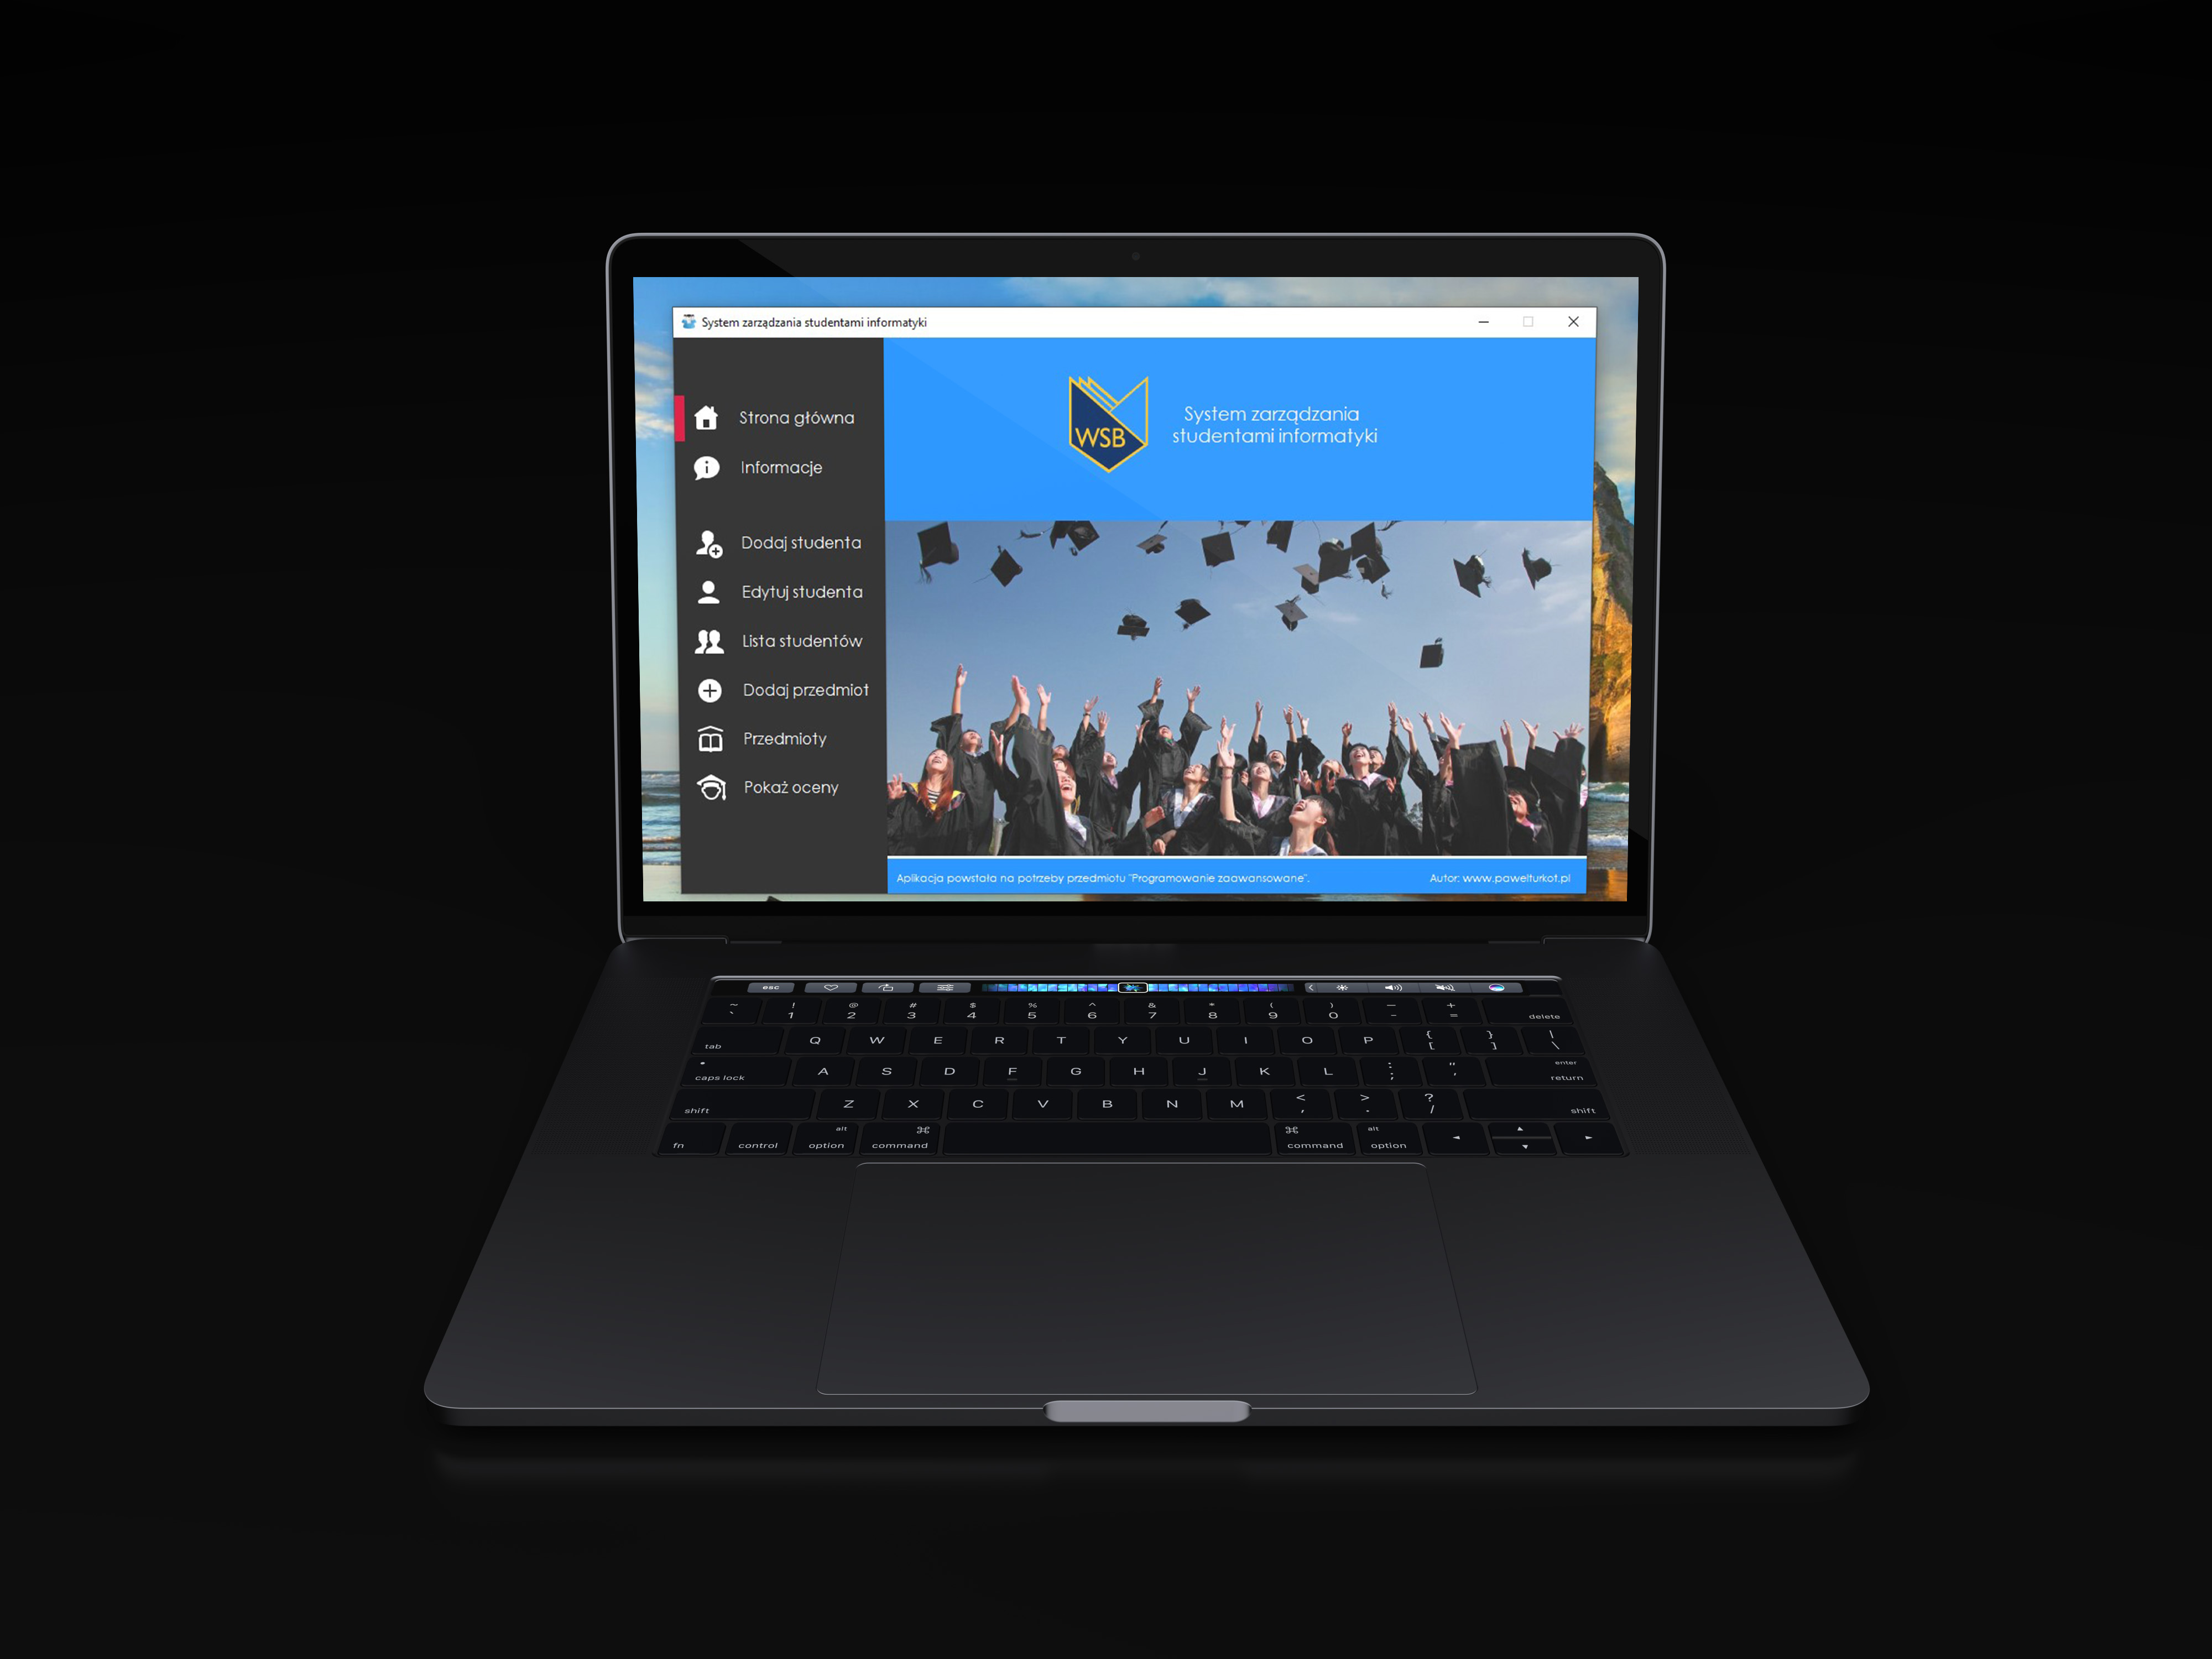 System zarządzania studentami informatyki
WSB
System zarządzania
studentami informatyki
Strona główna
Informacje
Dodaj studenta
Edytuj studenta
Lista studentów
Dodaj przedmiot
Przedmioty
Pokaż oceny
Aplikacja powstała na potrzeby przedmiotu "Programowanie zaawansowane".
Autor: www.pawelturkot.pl
esc
~ ! @ # $ % ^ & * ( ) — +
` 1 2 3 4 5 6 7 8 9 0 - = delete
tab Q W E R T Y U I O P { [ } ] | \
caps lock A S D F G H J K L : ; " ' enter return
shift Z X C V B N M < , > . ? / shift
fn control alt option ⌘ command ⌘ command alt option ◄ ▲ ▼ ►